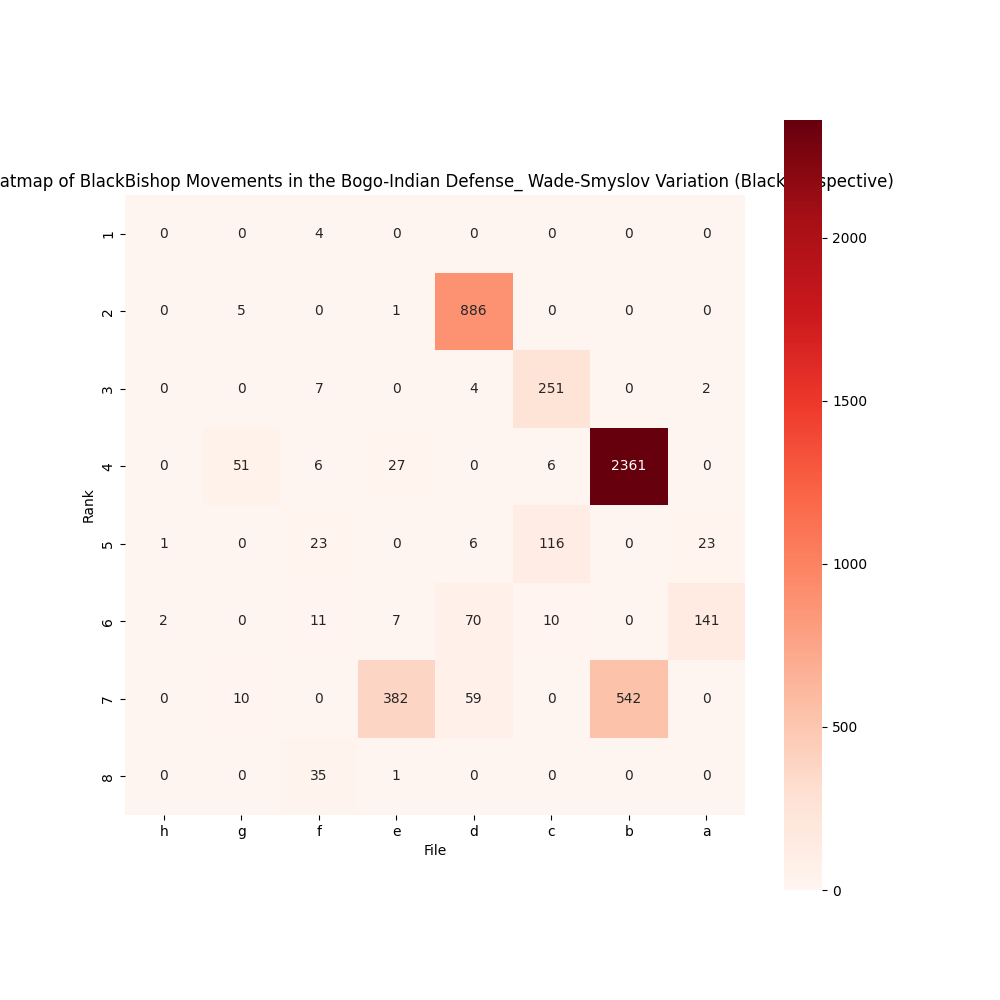 atmap of BlackBishop Movements in the Bogo-Indian Defense_ Wade-Smyslov Variation (Black spective)
1 0 0 4 0 0 0 0 0
2 0 5 0 1 886 0 0 0
3 0 0 7 0 4 251 0 2
4 0 51 6 27 0 6 2361 0
5 1 0 23 0 6 116 0 23
6 2 0 11 7 70 10 0 141
7 0 10 0 382 59 0 542 0
8 0 0 35 1 0 0 0 0
h g f e d c b a
File
Rank
2000
1500
1000
500
0